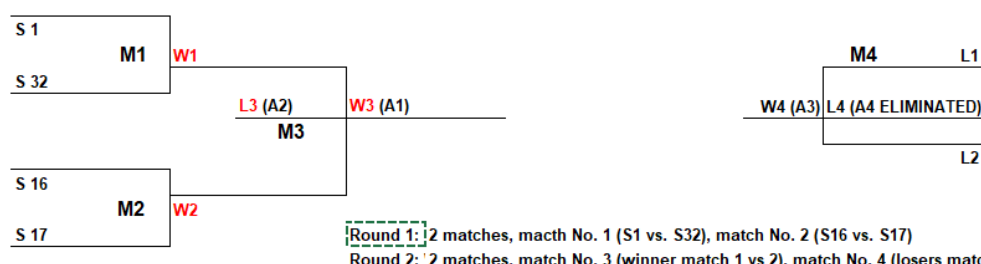 S 1
M1 W1
S 32
L3 (A2) W3 (A1)
M3
S 16
M2 W2
S 17
M4 L1
W4 (A3) L4 (A4 ELIMINATED)
L2
Round 1: 2 matches, macth No. 1 (S1 vs. S32), match No. 2 (S16 vs. S17)
Round 2: 2 matches, match No. 3 (winner match 1 vs 2), match No. 4 (losers